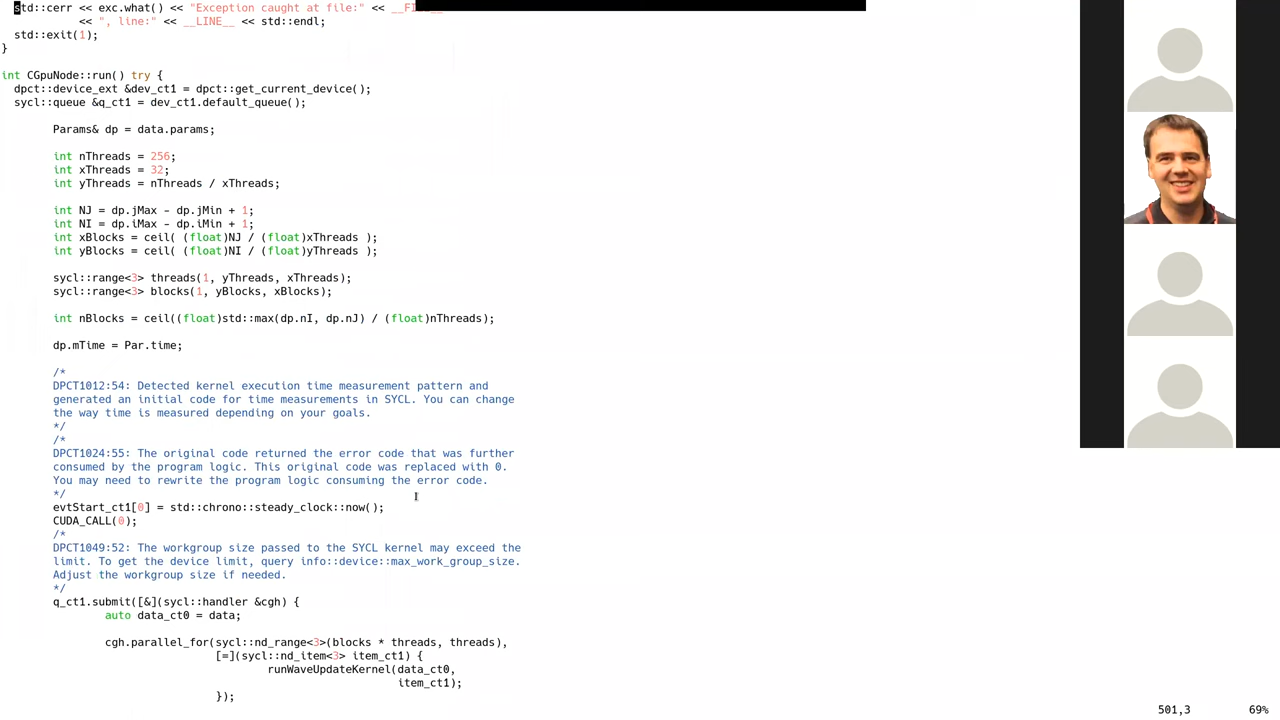 std::cerr << exc.what() << "Exception caught at file:" <<
<< ", line:" << __LINE__ << std::endl;
std::exit(1);
}
int CGpuNode::run() try {
dpct::device_ext &dev_ct1 = dpct::get_current_device();
sycl::queue &q_ct1 = dev_ct1.default_queue();
Params& dp = data.params;
int nThreads = 256;
int xThreads = 32;
int yThreads = nThreads / xThreads;
int NJ = dp.jMax - dp.jMin + 1;
int NI = dp.iMax - dp.iMin + 1;
int xBlocks = ceil( (float)NJ / (float)xThreads );
int yBlocks = ceil( (float)NI / (float)yThreads );
sycl::range<3> threads(1, yThreads, xThreads);
sycl::range<3> blocks(1, yBlocks, xBlocks);
int nBlocks = ceil((float)std::max(dp.nI, dp.nJ) / (float)nThreads);
dp.mTime = Par.time;
/*
DPCT1012:54: Detected kernel execution time measurement pattern and
generated an initial code for time measurements in SYCL. You can change
the way time is measured depending on your goals.
*/
/*
DPCT1024:55: The original code returned the error code that was further
consumed by the program logic. This original code was replaced with 0.
You may need to rewrite the program logic consuming the error code.
*/
evtStart_ct1[0] = std::chrono::steady_clock::now();
CUDA_CALL(0);
/*
DPCT1049:52: The workgroup size passed to the SYCL kernel may exceed the
limit. To get the device limit, query info::device::max_work_group_size.
Adjust the workgroup size if needed.
*/
q_ct1.submit([&](sycl::handler &cgh) {
auto data_ct0 = data;
cgh.parallel_for(sycl::nd_range<3>(blocks * threads, threads),
[=](sycl::nd_item<3> item_ct1) {
runWaveUpdateKernel(data_ct0,
item_ct1);
});
501,3 69%